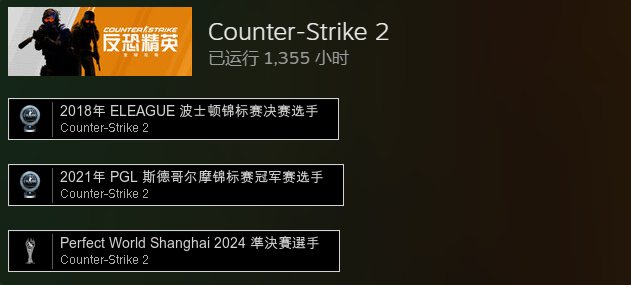 Counter-Strike 2
COUNTER STRIKE
反恐精英
已运行 1,355 小时
2018年 ELEAGUE 波士顿锦标赛决赛选手
Counter-Strike 2
2021年 PGL 斯德哥尔摩锦标赛冠军赛选手
Counter-Strike 2
Perfect World Shanghai 2024 準決賽選手
Counter-Strike 2